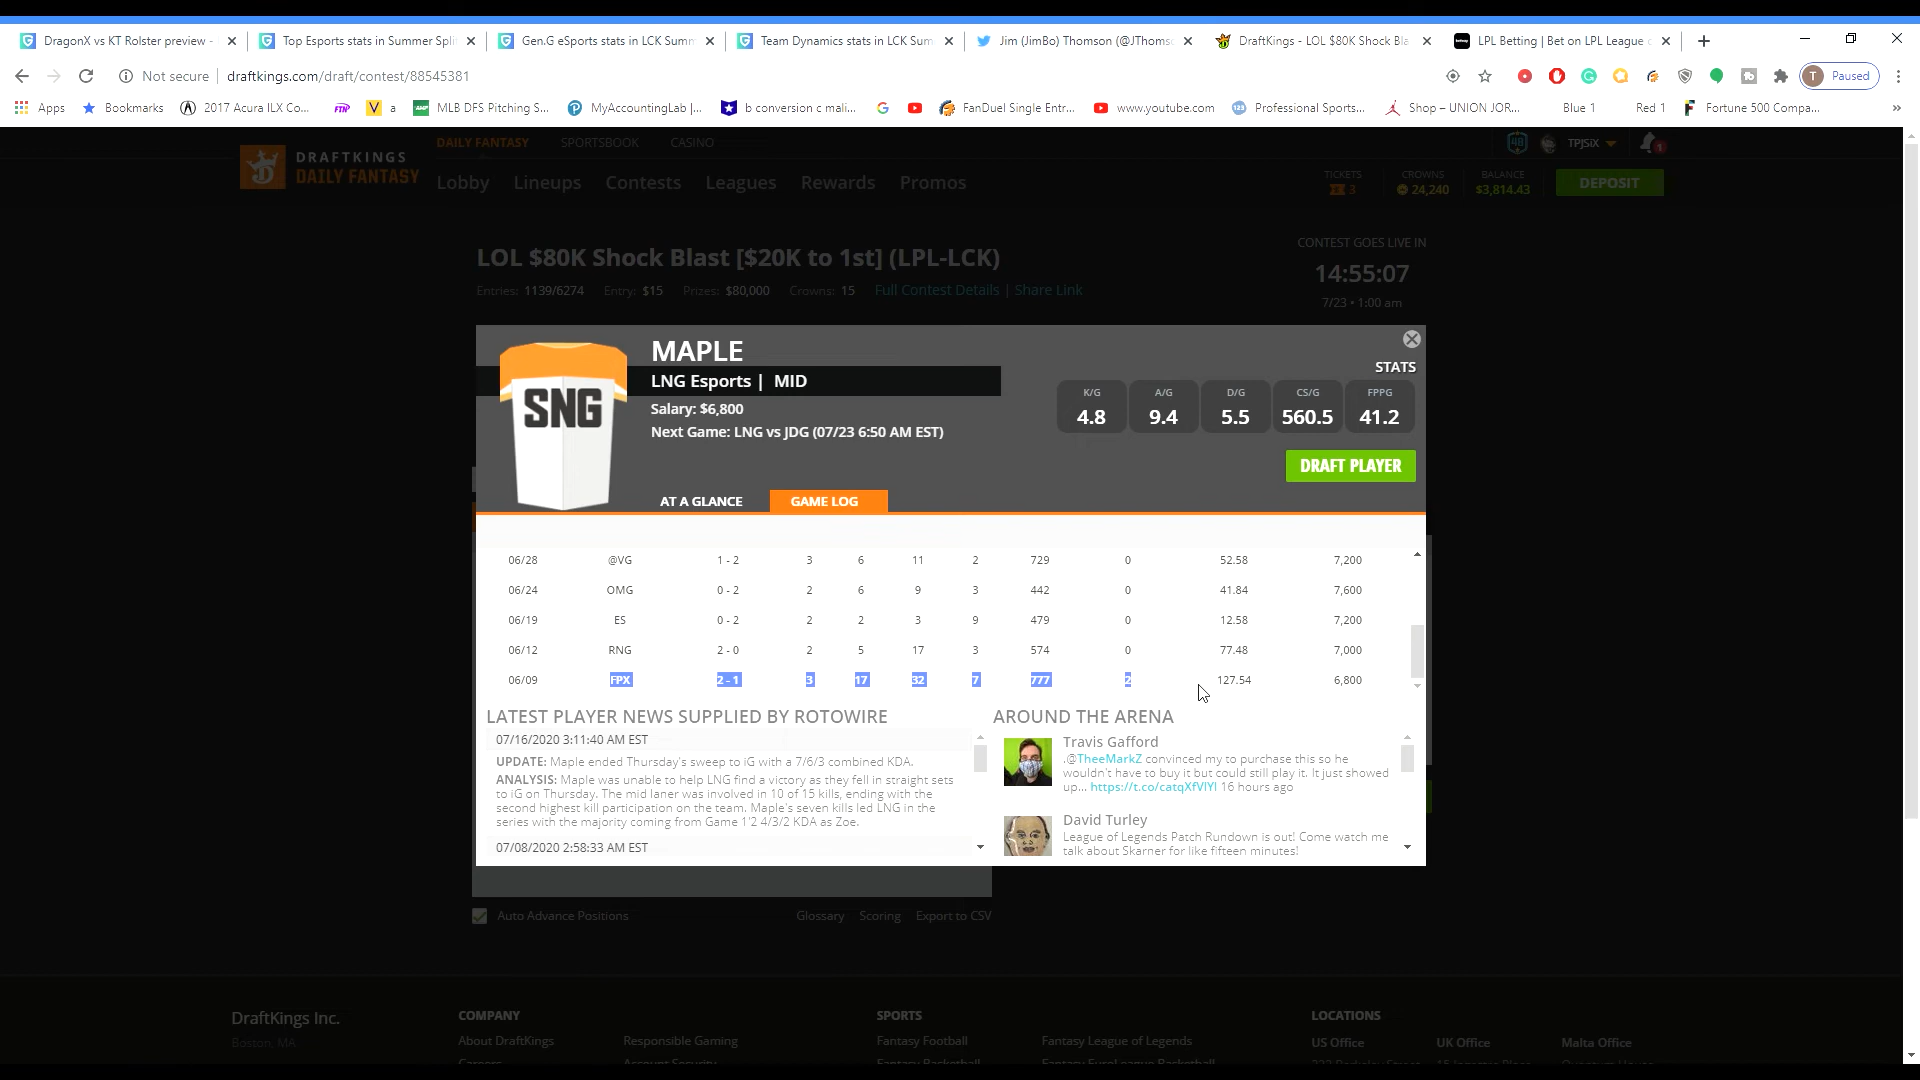 DragonX vs KT Rolster preview -
Top Esports stats in Summer Spli
Gen.G eSports stats in LCK Summ
Team Dynamics stats in LCK Sum
Jim (JimBo) Thomson (@JThoms
DraftKings - LOL $80K Shock Bla
LPL Betting | Bet on LPL League
Not secure draftkings.com/draft/contest/88545381
T Paused
Apps Bookmarks 2017 Acura ILX Co... FTN a MLB DFS Pitching S... MyAccountingLab |... b conversion c mali... FanDuel Single Entr... www.youtube.com Professional Sports... Shop – UNION JOR... Blue 1 Red 1 Fortune 500 Compa... »
DRAFTKINGS
DAILY FANTASY
DAILY FANTASY SPORTSBOOK CASINO
TPJSIX
1
Lobby Lineups Contests Leagues Rewards Promos
TICKETS
3
CROWNS
24,240
BALANCE
$3,814.43
DEPOSIT
LOL $80K Shock Blast [$20K to 1st] (LPL-LCK)
Entries: 1139/6274 Entry: $15 Prizes: $80,000 Crowns: 15 Full Contest Details | Share Link
CONTEST GOES LIVE IN
14:55:07
7/23 • 1:00 am
SNG
MAPLE
LNG Esports | MID
Salary: $6,800
Next Game: LNG vs JDG (07/23 6:50 AM EST)
STATS
K/G A/G D/G CS/G FPPG
4.8 9.4 5.5 560.5 41.2
DRAFT PLAYER
AT A GLANCE GAME LOG
06/28 @VG 1 - 2 3 6 11 2 729 0 52.58 7,200
06/24 OMG 0 - 2 2 6 9 3 442 0 41.84 7,600
06/19 ES 0 - 2 2 2 3 9 479 0 12.58 7,200
06/12 RNG 2 - 0 2 5 17 3 574 0 77.48 7,000
06/09 FPX 2 - 1 3 17 32 7 777 2 127.54 6,800
LATEST PLAYER NEWS SUPPLIED BY ROTOWIRE
07/16/2020 3:11:40 AM EST
UPDATE: Maple ended Thursday's sweep to iG with a 7/6/3 combined KDA.
ANALYSIS: Maple was unable to help LNG find a victory as they fell in straight sets
to iG on Thursday. The mid laner was involved in 10 of 15 kills, ending with the
second highest kill participation on the team. Maple's seven kills led LNG in the
series with the majority coming from Game 1'2 4/3/2 KDA as Zoe.
07/08/2020 2:58:33 AM EST
AROUND THE ARENA
Travis Gafford
.@TheeMarkZ convinced my to purchase this so he
wouldn't have to buy it but could still play it. It just showed
up... https://t.co/catqXfVIYI 16 hours ago
David Turley
League of Legends Patch Rundown is out! Come watch me
talk about Skarner for like fifteen minutes!
Auto Advance Positions
Glossary Scoring Export to CSV
DraftKings Inc.
Boston, MA
COMPANY
About DraftKings Responsible Gaming
Careers Account Security
SPORTS
Fantasy Football Fantasy League of Legends
Fantasy Basketball Fantasy EuroLeague Basketball
LOCATIONS
US Office UK Office Malta Office